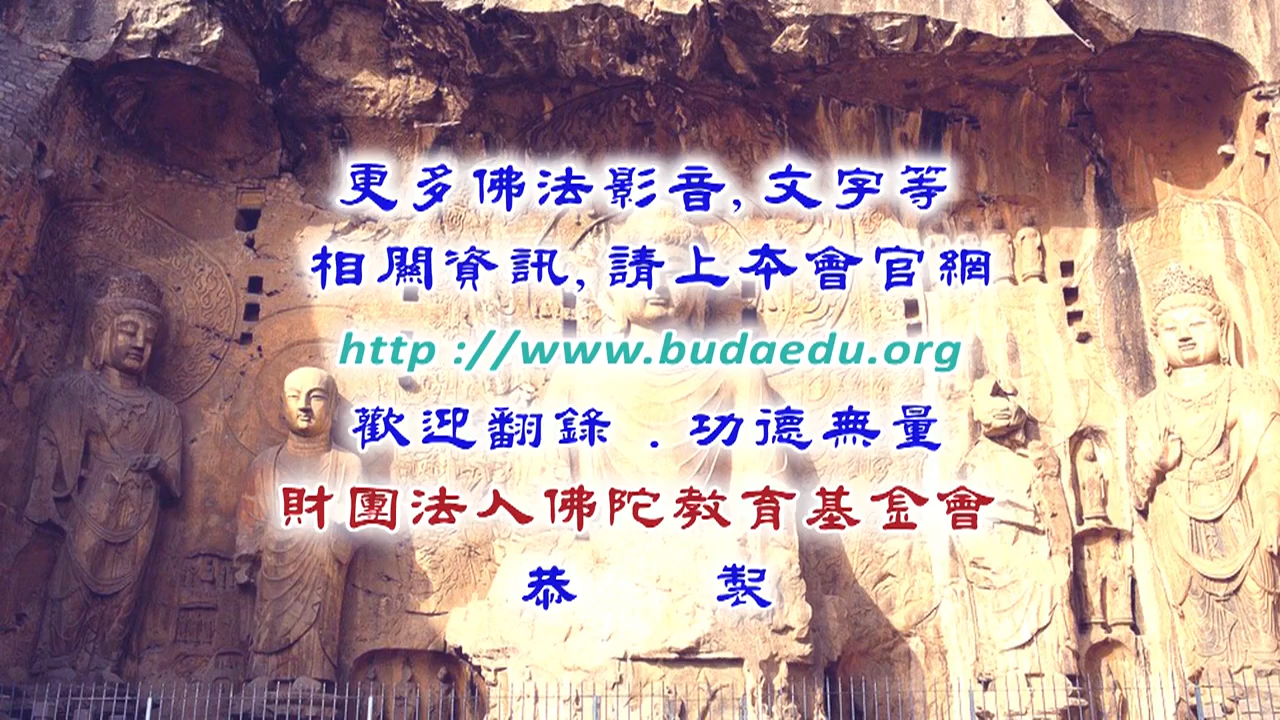 更多佛法影音,文字等
相關資訊,請上本會官網
http ://www.budaedu.org
歡迎翻錄 . 功德無量
財團法人佛陀教育基金會
恭 製